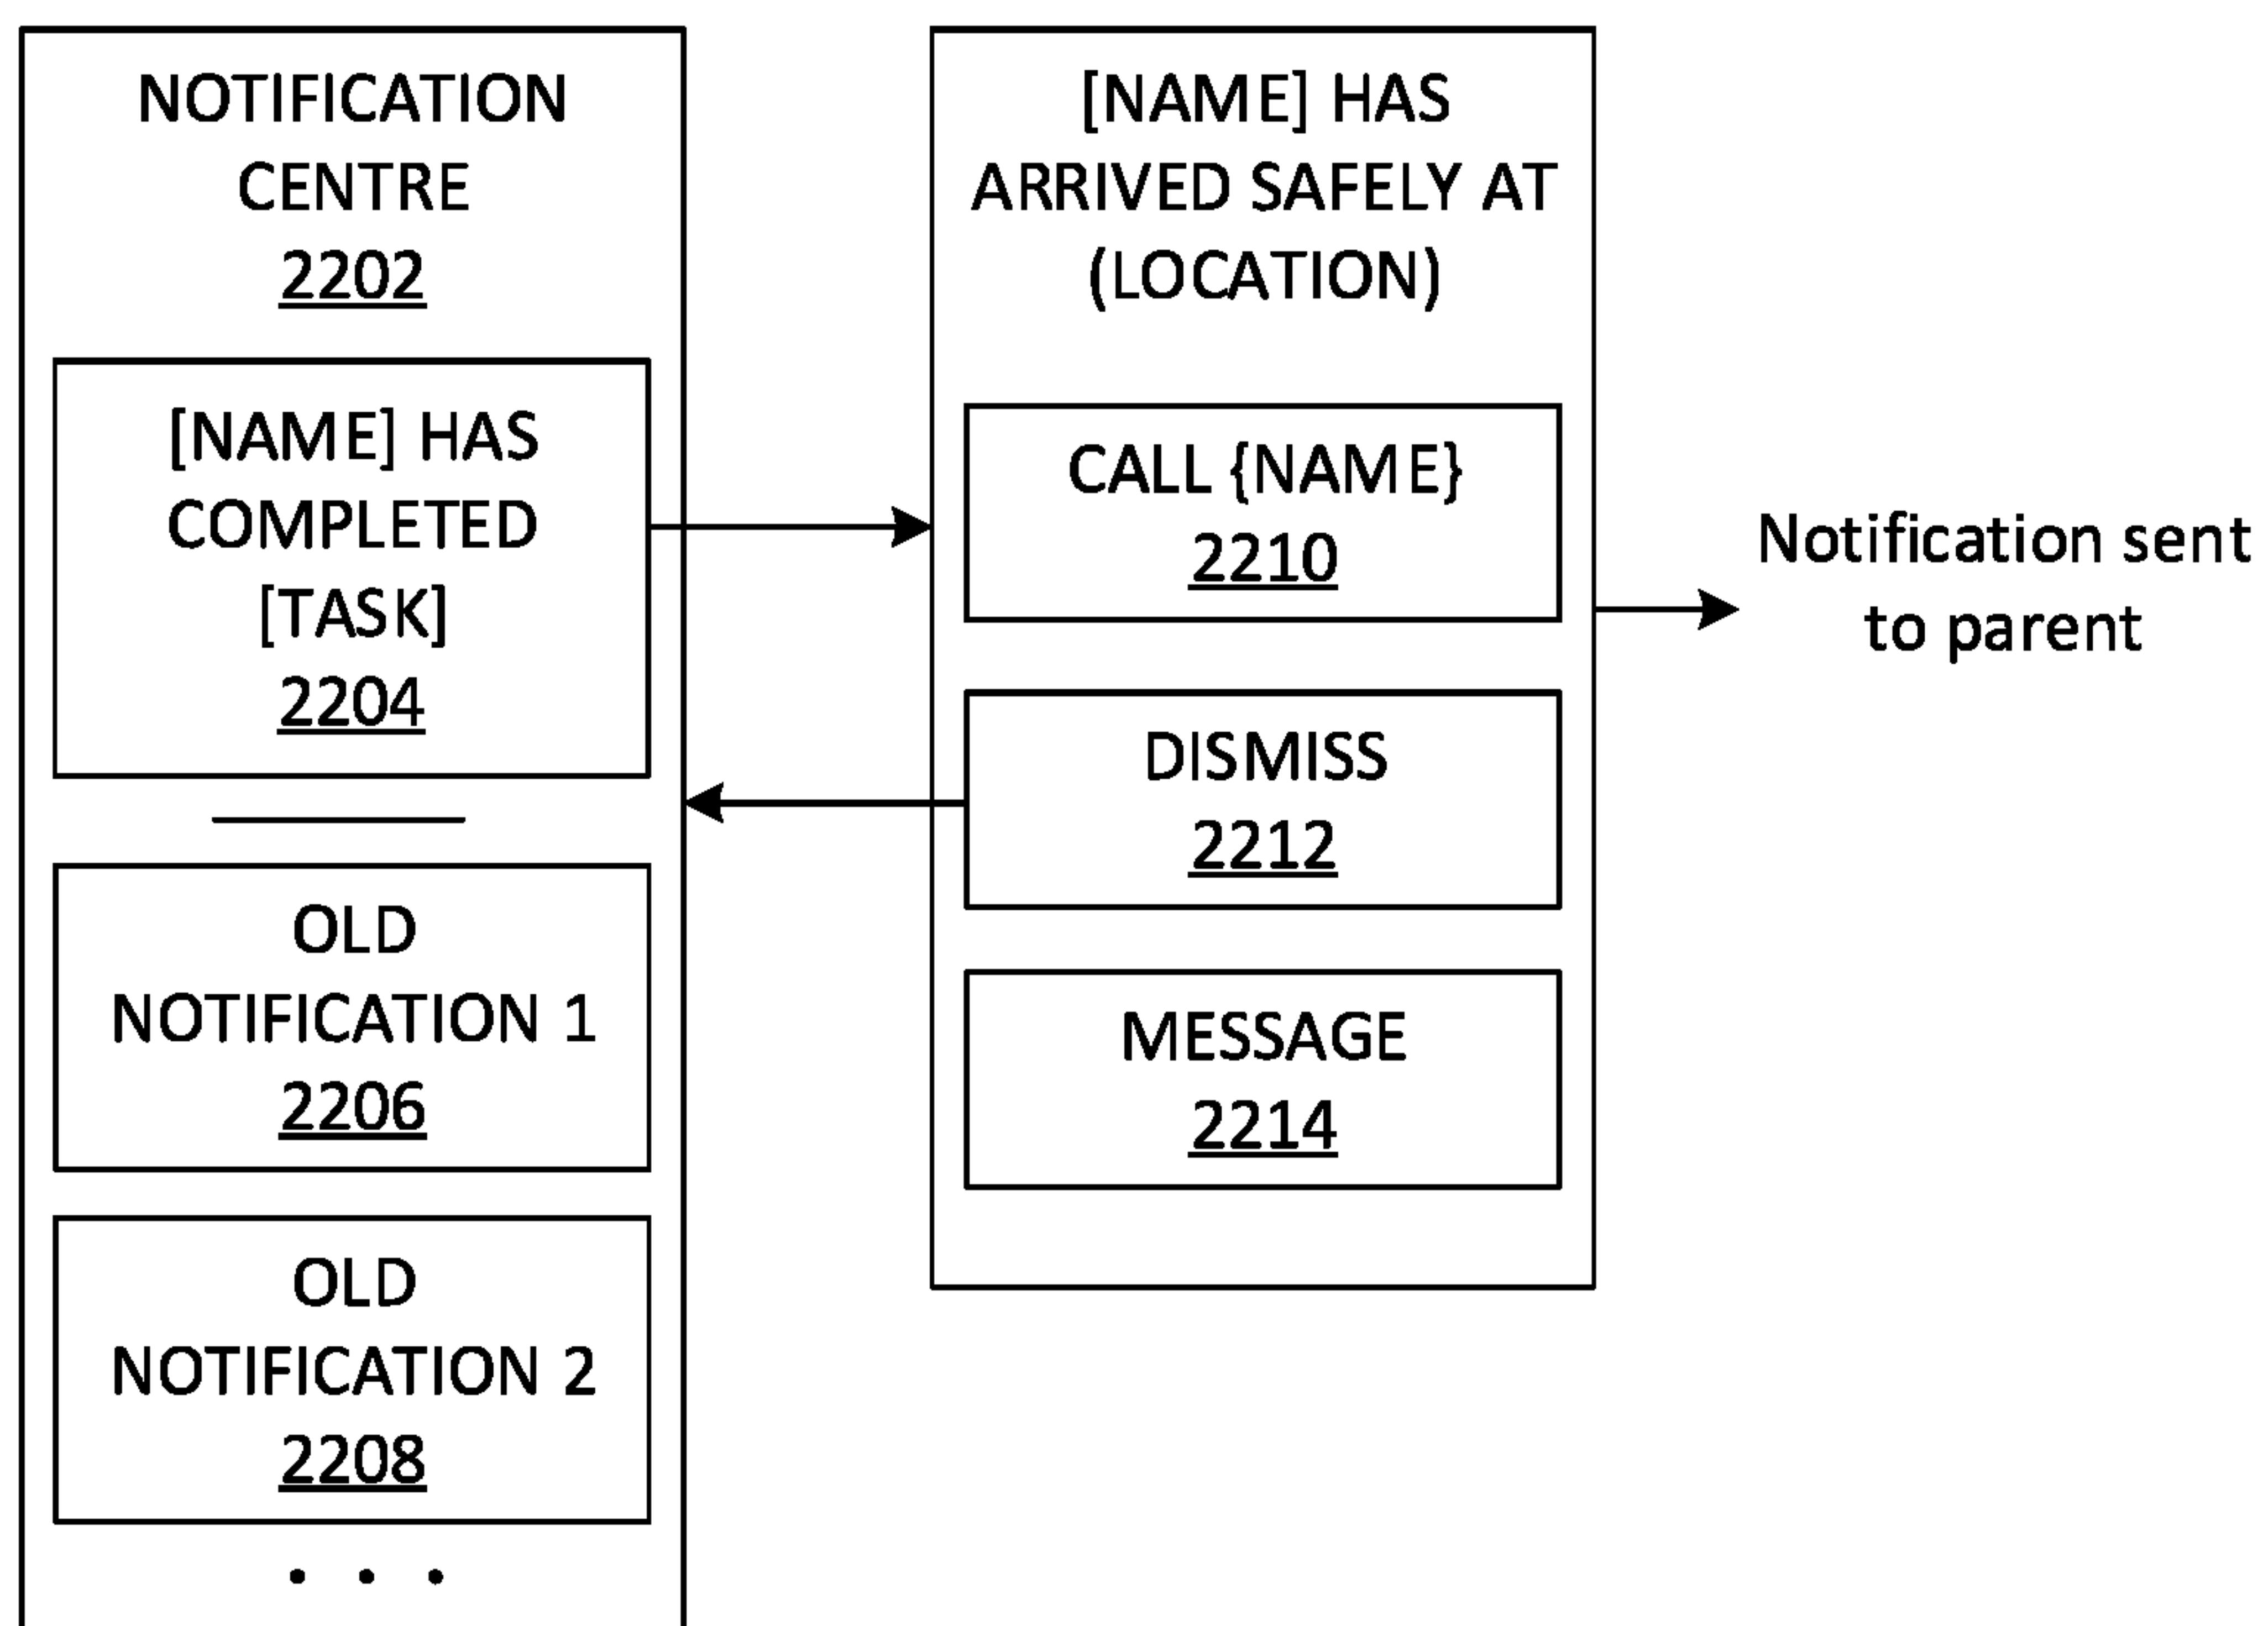 NOTIFICATION
CENTRE
2202
[NAME] HAS
COMPLETED
[TASK]
2204
OLD
NOTIFICATION 1
2206
OLD
NOTIFICATION 2
2208
. . .
[NAME] HAS
ARRIVED SAFELY AT
(LOCATION)
CALL {NAME}
2210
DISMISS
2212
MESSAGE
2214
Notification sent
to parent